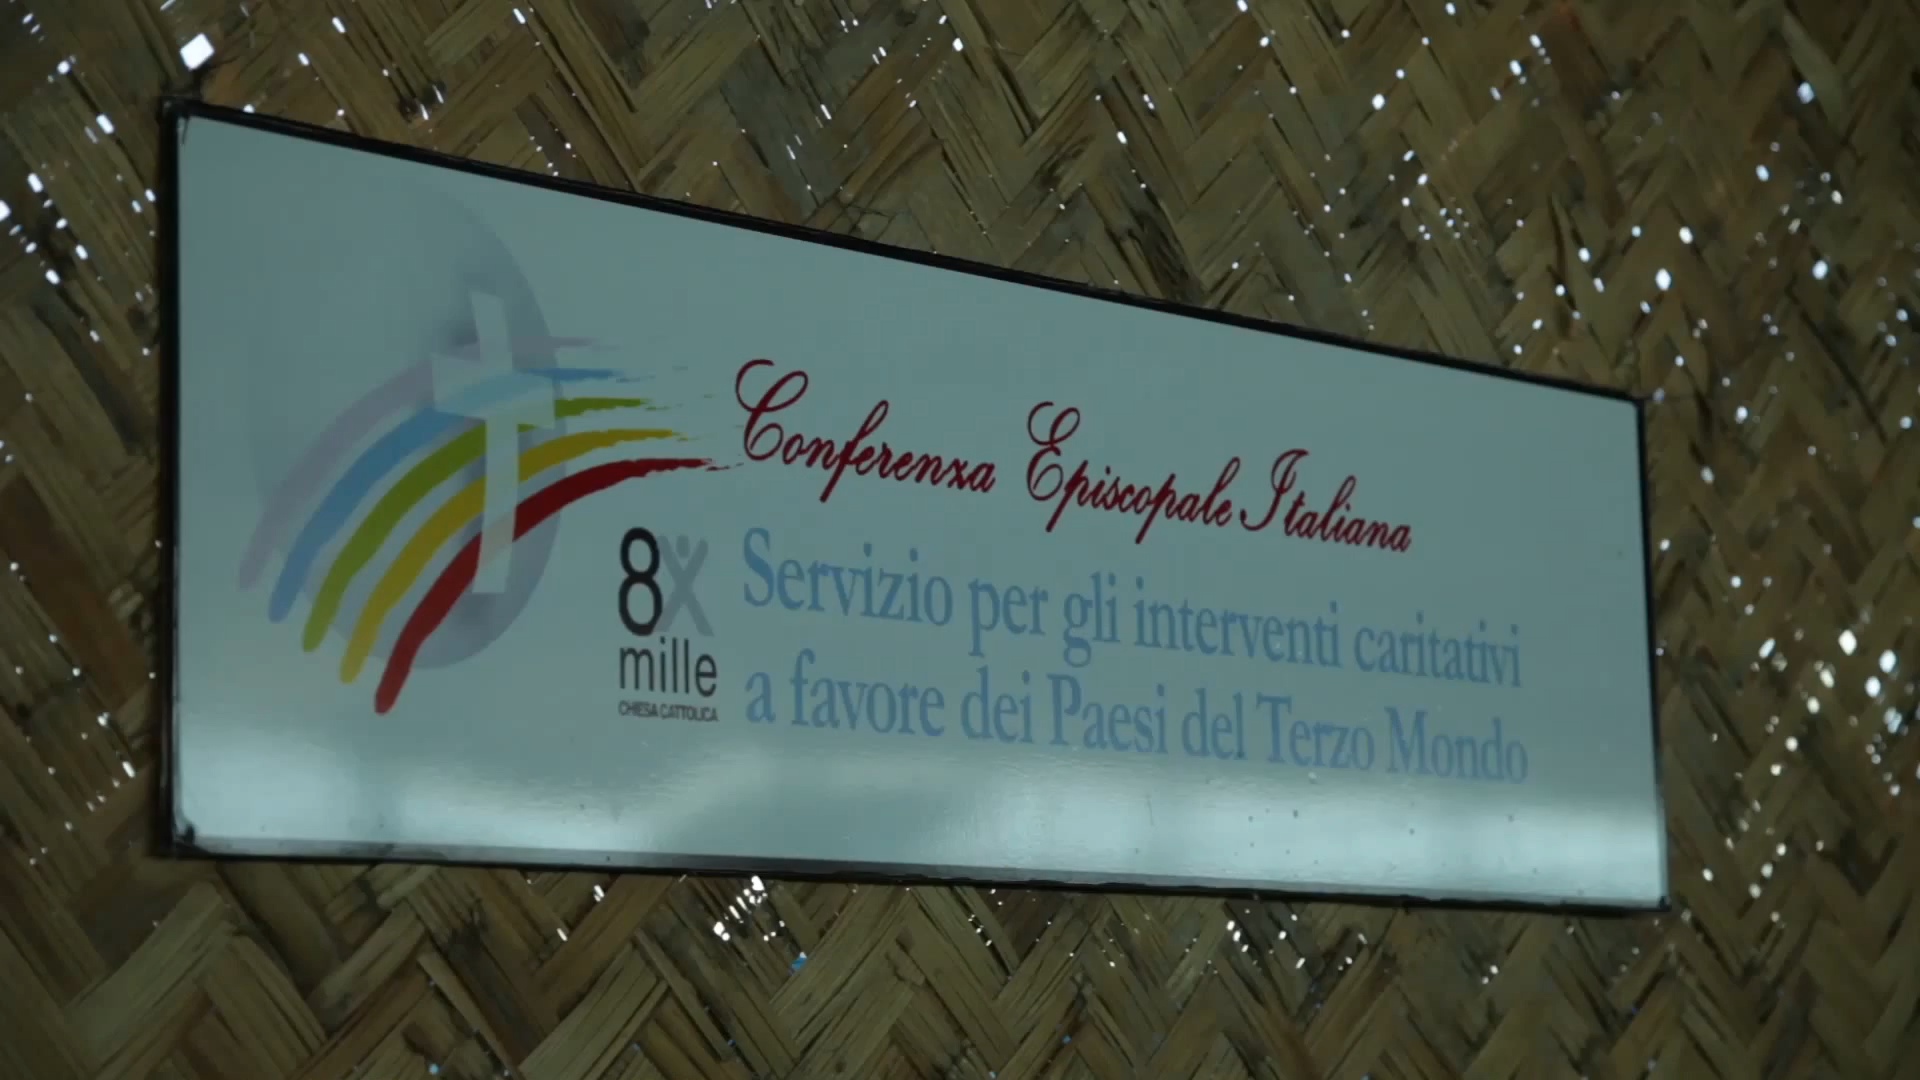 Conferenza Episcopale Italiana
8X
mille
CHIESA CATTOLICA
Servizio per gli interventi caritativi
a favore dei Paesi del Terzo Mondo